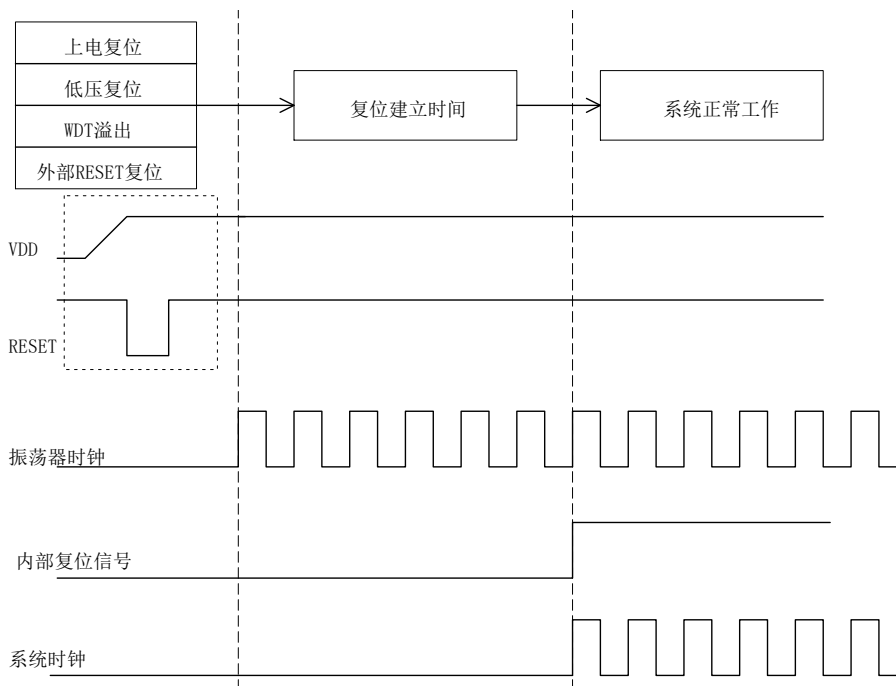 上电复位
低压复位
WDT溢出
外部RESET复位
复位建立时间
系统正常工作
VDD
RESET
振荡器时钟
内部复位信号
系统时钟